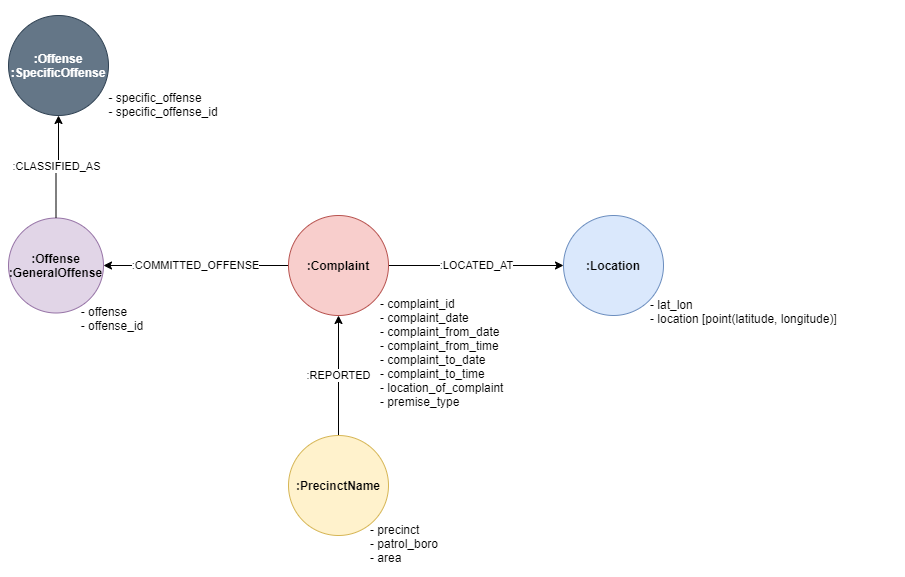 :Offense
:SpecificOffense
- specific_offense
- specific_offense_id
:CLASSIFIED_AS
:Offense
:GeneralOffense
- offense
- offense_id
:COMMITTED_OFFENSE
:Complaint
- complaint_id
- complaint_date
- complaint_from_date
- complaint_from_time
- complaint_to_date
- complaint_to_time
- location_of_complaint
- premise_type
:LOCATED_AT
:Location
- lat_lon
- location [point(latitude, longitude)]
:REPORTED
:PrecinctName
- precinct
- patrol_boro
- area